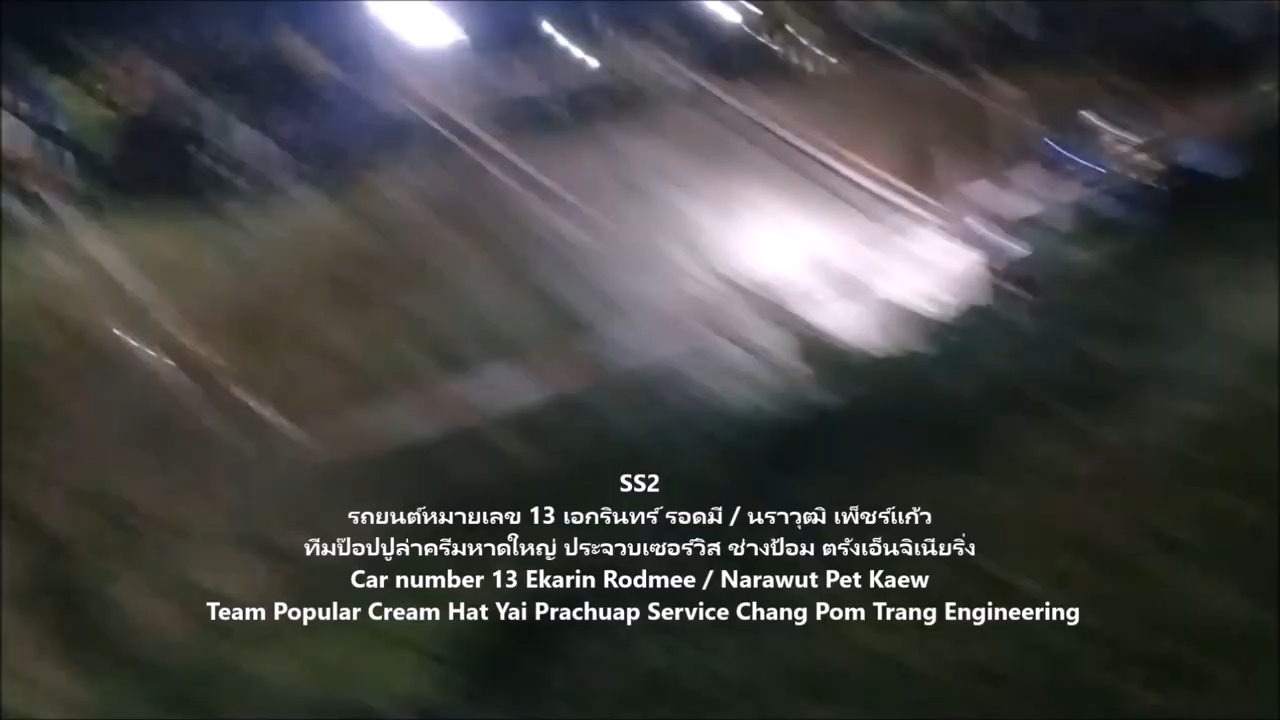 SS2
รถยนต์หมายเลข 13 เอกรินทร์ รอดมี / นราวุฒิ เพ็ชร์แก้ว
ทีมป๊อปปูล่าครีมหาดใหญ่ ประจวบเซอร์วิส ช่างป้อม ตรังเอ็นจิเนียริ่ง
Car number 13 Ekarin Rodmee / Narawut Pet Kaew
Team Popular Cream Hat Yai Prachuap Service Chang Pom Trang Engineering